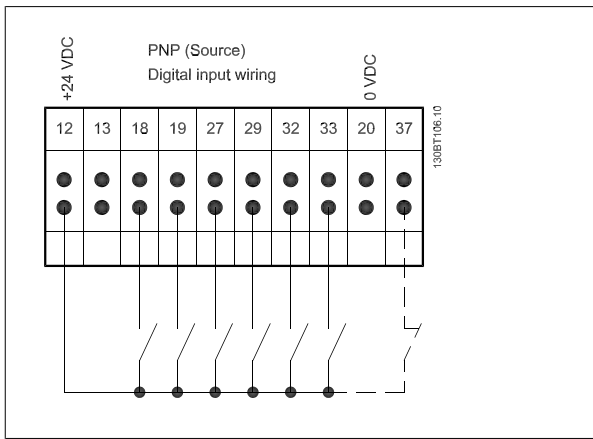 PNP (Source)
Digital input wiring
+24 VDC
0 VDC
12 13 18 19 27 29 32 33 20 37
130BT106.10